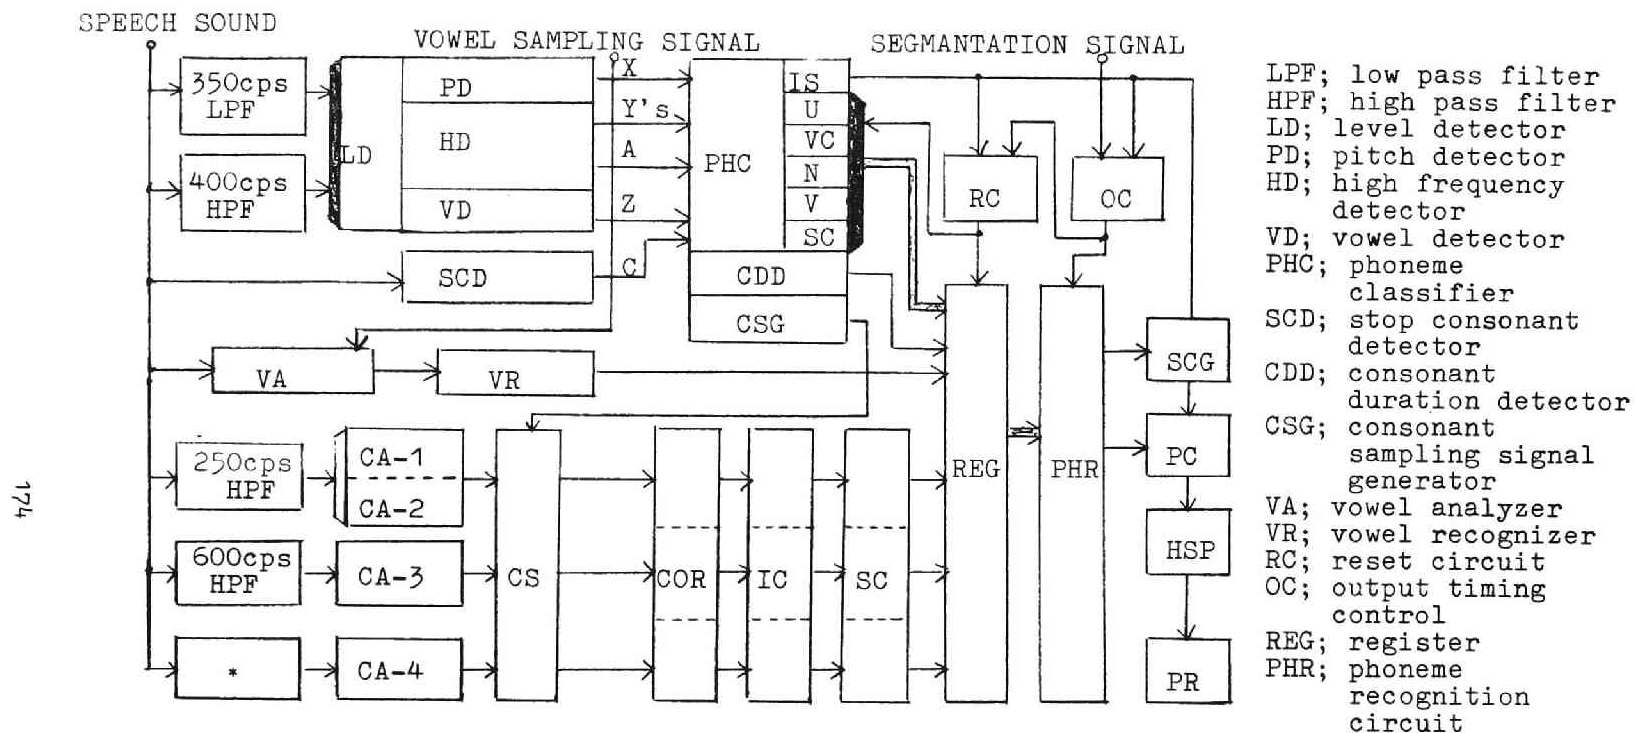 SPEECH SOUND
VOWEL SAMPLING SIGNAL
SEGMANTATION SIGNAL
350cps
LPF
400cps
HPF
LD
PD
HD
VD
SCD
X
Y's
A
Z
C
PHC
IS
U
VC
N
V
SC
CDD
CSG
RC
OC
VA
VR
250cps
HPF
CA-1
CA-2
600cps
HPF
CA-3
*
CA-4
CS
COR
IC
SC
REG
PHR
SCG
PC
HSP
PR
LPF; low pass filter
HPF; high pass filter
LD; level detector
PD; pitch detector
HD; high frequency
detector
VD; vowel detector
PHC; phoneme
classifier
SCD; stop consonant
detector
CDD; consonant
duration detector
CSG; consonant
sampling signal
generator
VA; vowel analyzer
VR; vowel recognizer
RC; reset circuit
OC; output timing
control
REG; register
PHR; phoneme
recognition
circuit
174